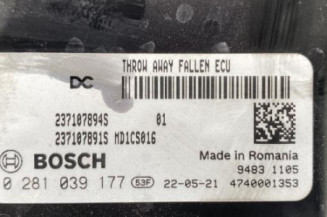 DC
THROW AWAY FALLEN ECU
237107894S 01
237107891S MD1CS016
BOSCH
Made in Romania
9483 1105
0 281 039 177 53F 22-05-21 4740001353